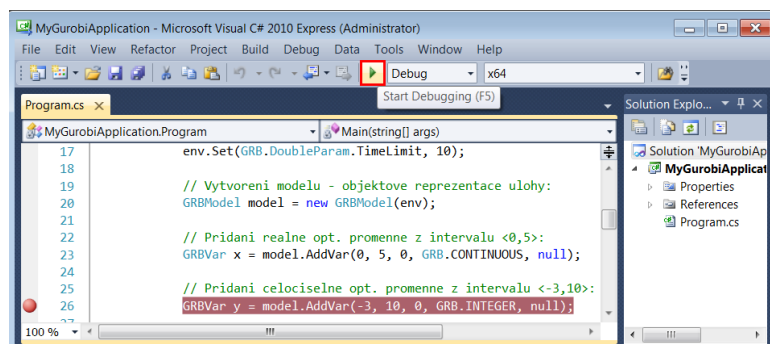 MyGurobiApplication - Microsoft Visual C# 2010 Express (Administrator)
File Edit View Refactor Project Build Debug Data Tools Window Help
Debug x64
Start Debugging (F5)
Program.cs
Solution Explo...
MyGurobiApplication.Program
Main(string[] args)
17 env.Set(GRB.DoubleParam.TimeLimit, 10);
18
19 // Vytvoreni modelu - objektove reprezentace ulohy:
20 GRBModel model = new GRBModel(env);
21
22 // Pridani realne opt. promenne z intervalu <0,5>:
23 GRBVar x = model.AddVar(0, 5, 0, GRB.CONTINUOUS, null);
24
25 // Pridani celociselne opt. promenne z intervalu <-3,10>:
26 GRBVar y = model.AddVar(-3, 10, 0, GRB.INTEGER, null);
27
100 %
Solution 'MyGurobiAp
MyGurobiApplicat
Properties
References
Program.cs